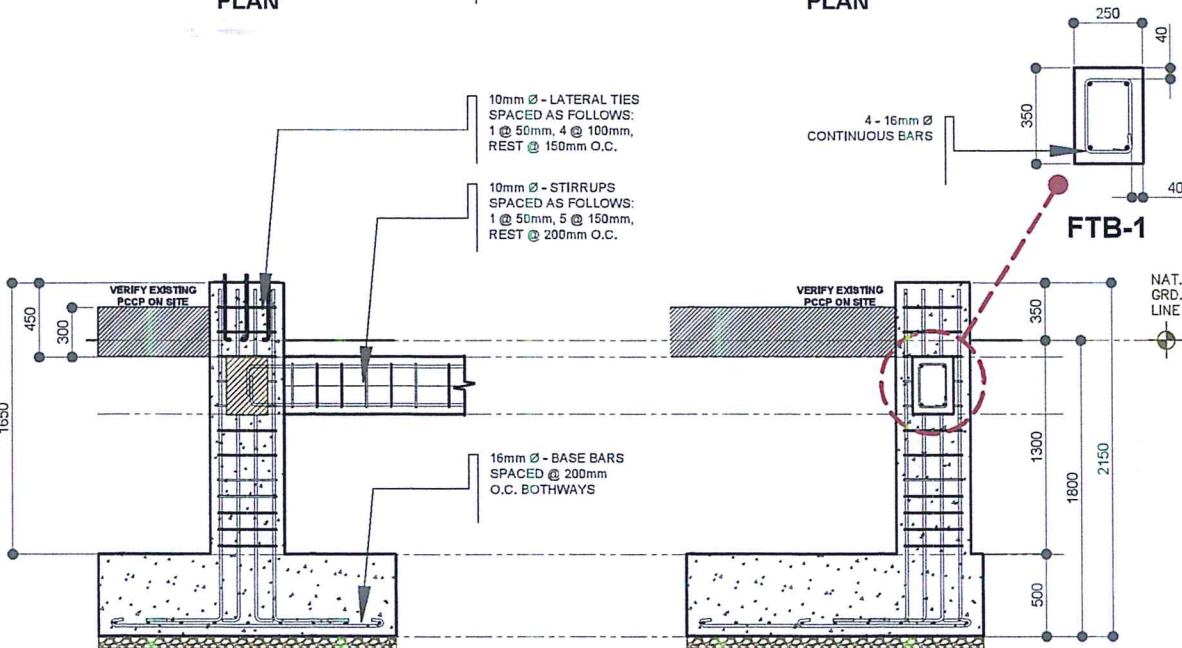 PLAN
PLAN
250
40
350
40
10mm Ø - LATERAL TIES
SPACED AS FOLLOWS:
1 @ 50mm, 4 @ 100mm,
REST @ 150mm O.C.
4 - 16mm Ø
CONTINUOUS BARS
10mm Ø - STIRRUPS
SPACED AS FOLLOWS:
1 @ 50mm, 5 @ 150mm,
REST @ 200mm O.C.
FTB-1
VERIFY EXISTING
PCCP ON SITE
VERIFY EXISTING
PCCP ON SITE
NAT.
GRD.
LINE
450
300
350
1650
1300
1800
2150
16mm Ø - BASE BARS
SPACED @ 200mm
O.C. BOTHWAYS
500